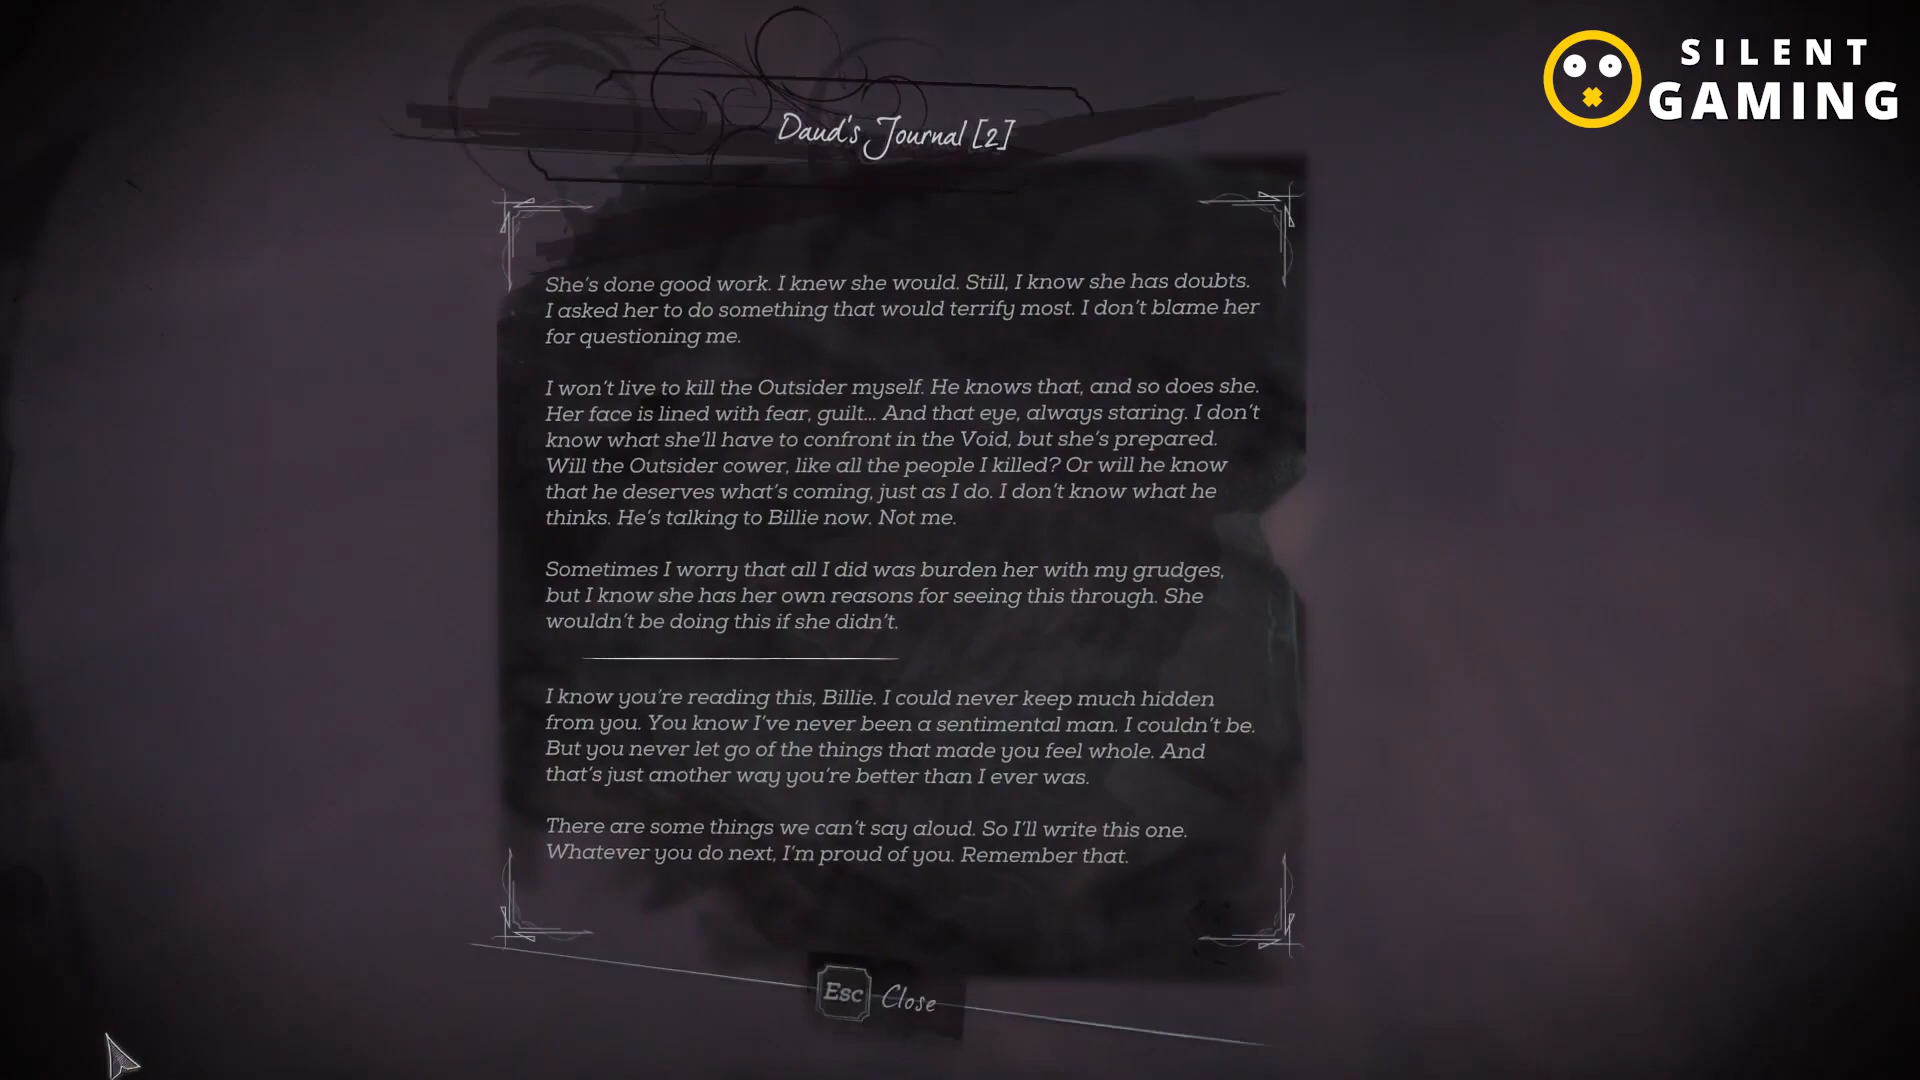 SILENT
GAMING
Daud's Journal [2]
She's done good work. I knew she would. Still, I know she has doubts.
I asked her to do something that would terrify most. I don't blame her
for questioning me.
I won't live to kill the Outsider myself. He knows that, and so does she.
Her face is lined with fear, guilt... And that eye, always staring. I don't
know what she'll have to confront in the Void, but she's prepared.
Will the Outsider cower, like all the people I killed? Or will he know
that he deserves what's coming, just as I do. I don't know what he
thinks. He's talking to Billie now. Not me.
Sometimes I worry that all I did was burden her with my grudges,
but I know she has her own reasons for seeing this through. She
wouldn't be doing this if she didn't.
I know you're reading this, Billie. I could never keep much hidden
from you. You know I've never been a sentimental man. I couldn't be.
But you never let go of the things that made you feel whole. And
that's just another way you're better than I ever was.
There are some things we can't say aloud. So I'll write this one.
Whatever you do next, I'm proud of you. Remember that.
Esc Close